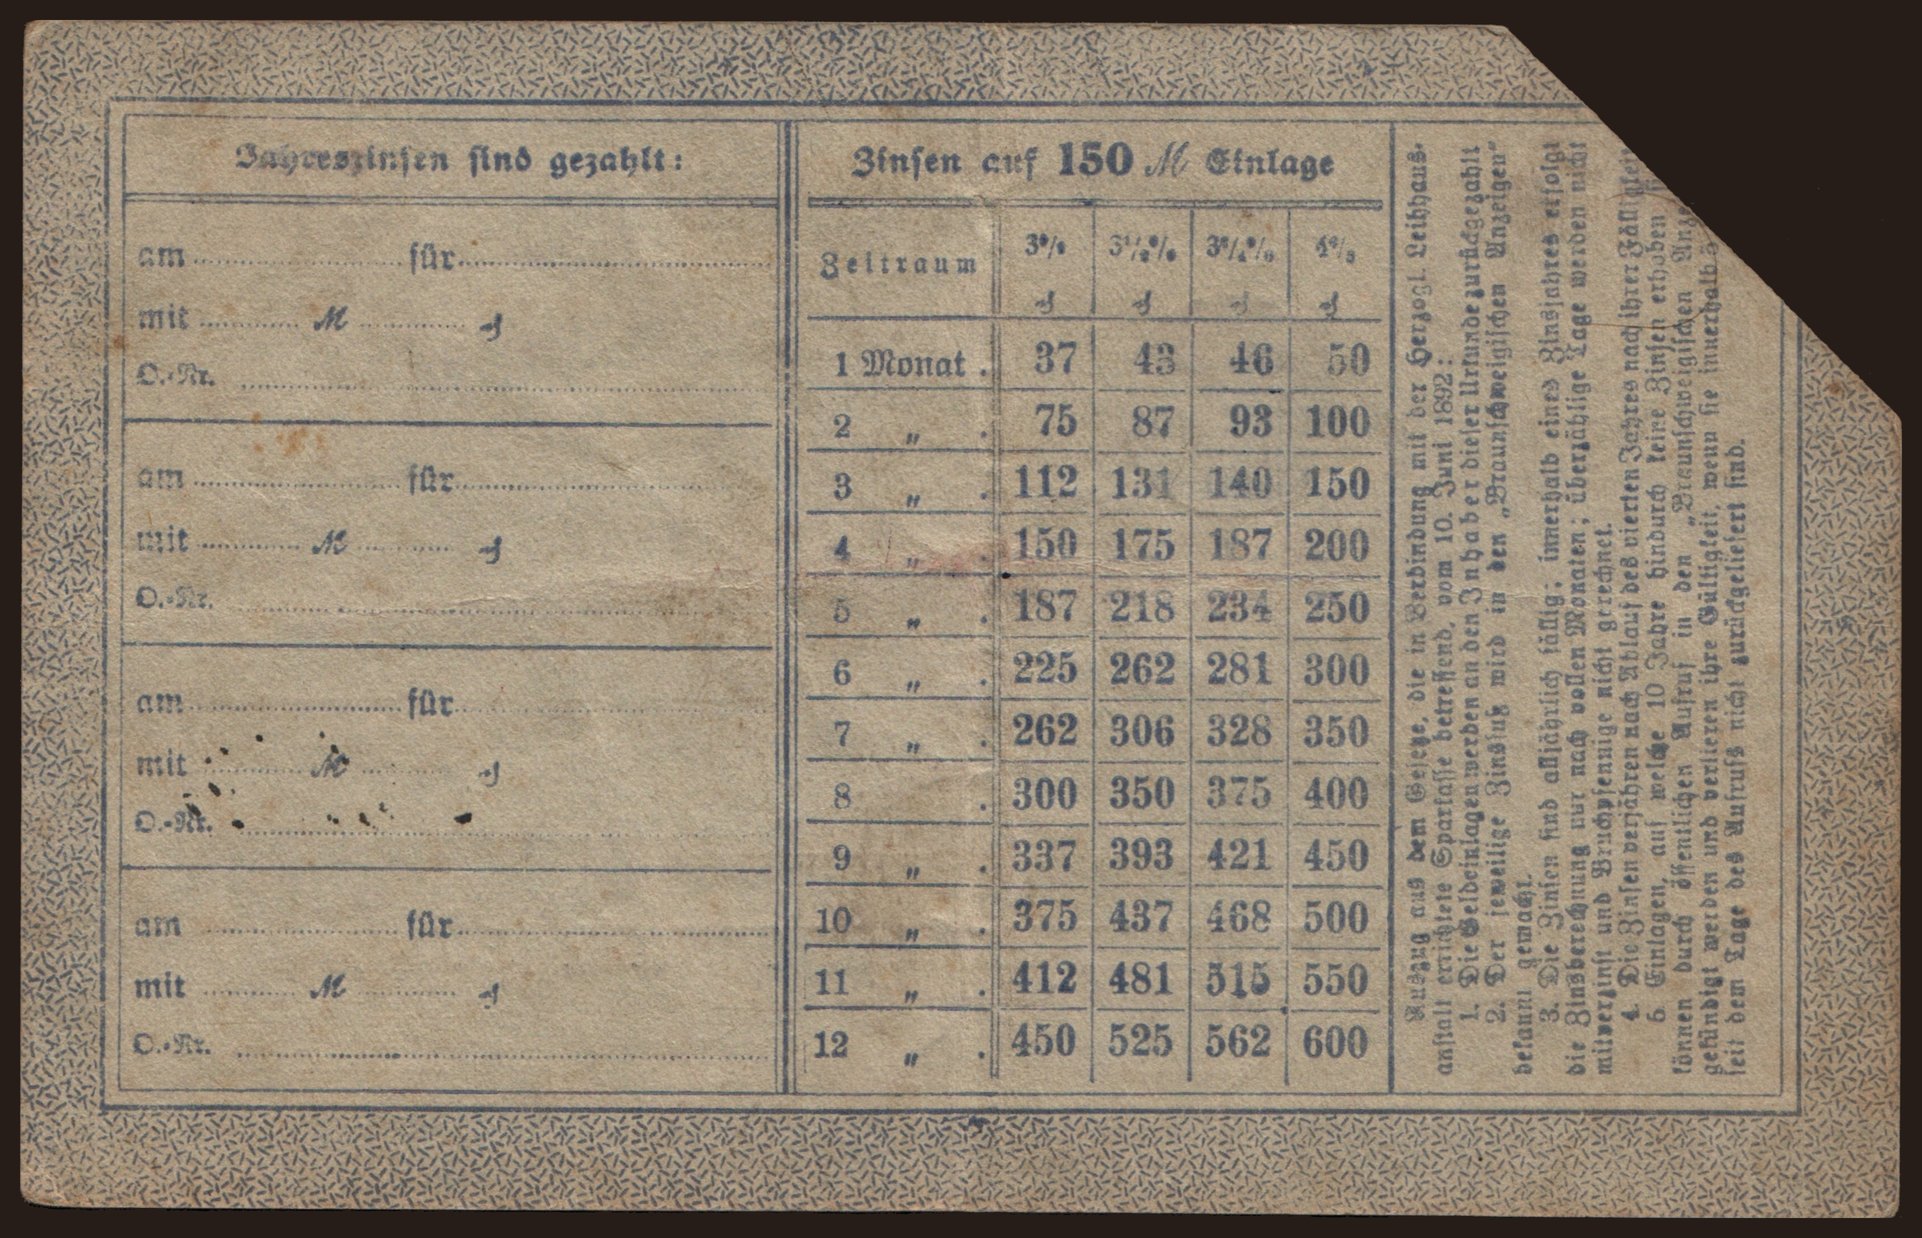 Jahreszinsen sind gezahlt:
am für
mit M ₰
O.-Nr.
am für
mit M ₰
O.-Nr.
am für
mit M ₰
O.-Nr.
am für
mit M ₰
O.-Nr.
Zinsen auf 150 M Einlage
Zeitraum 3% 3½% 3¾% 4%
₰ ₰ ₰ ₰
1 Monat . 37 43 46 50
2 „ . 75 87 93 100
3 „ . 112 131 140 150
4 „ . 150 175 187 200
5 „ . 187 218 234 250
6 „ . 225 262 281 300
7 „ . 262 306 328 350
8 . 300 350 375 400
9 „ . 337 393 421 450
10 „ . 375 437 468 500
11 „ . 412 481 515 550
12 „ . 450 525 562 600
Auszug aus dem Gesetze, die in Verbindung mit der Herzogl. Leihhaus-
anstalt errichtete Sparkasse betreffend, vom 10. Juni 1892:
1. Die Geldeinlagen werden an den Inhaber dieser Urkunde zurückgezahlt
2. Der jeweilige Zinsfuß wird in den „Braunschweigischen Anzeigen“
bekannt gemacht.
3. Die Zinsen sind alljährlich fällig; innerhalb eines Zinsjahres erfolgt
die Zinsberechnung nur nach vollen Monaten; überzählige Tage werden nicht
mitverzinst und Bruchpfennige nicht gerechnet.
4. Die Zinsen verjähren nach Ablauf des vierten Jahres nach ihrer Fälligkeit
5. Einlagen, auf welche 10 Jahre hindurch keine Zinsen erhoben
können durch öffentlichen Aufruf in den „Braunschweigischen Anze
gekündigt werden und verlieren ihre Gültigkeit, wenn sie innerhalb
seit dem Tage des Aufrufs nicht zurückgeliefert sind.